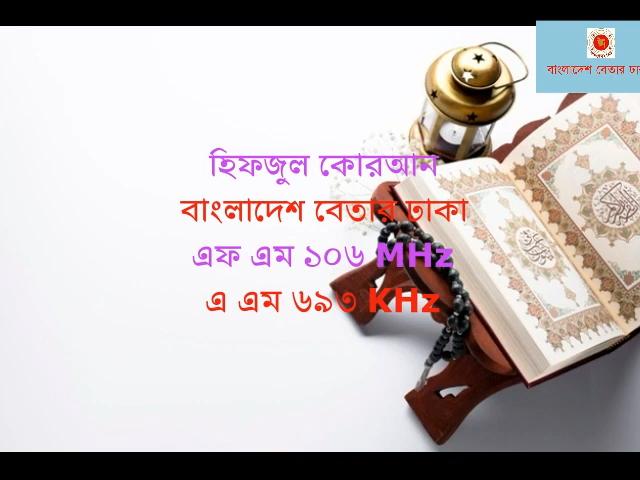 বাংলাদেশ বেতার ঢাকা
হিফজুল কোরআন
বাংলাদেশ বেতার ঢাকা
এফ এম ১০৬ MHz
এ এম ৬৯৩ KHz